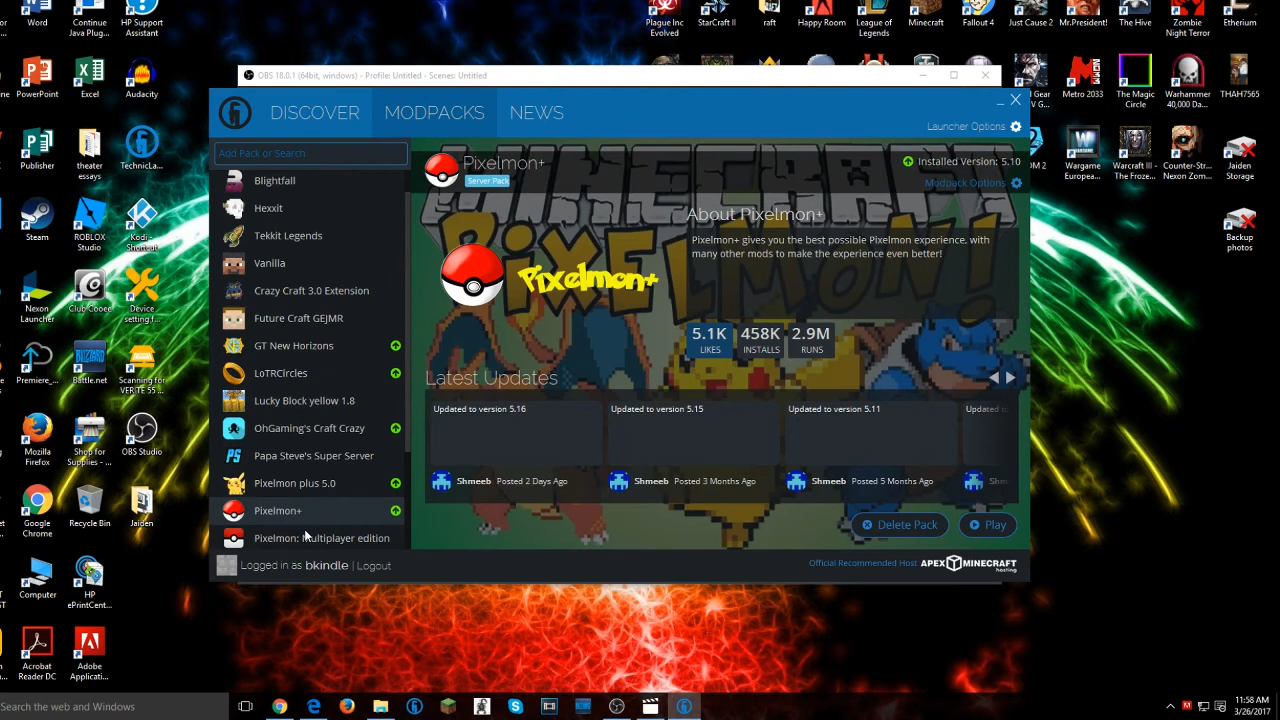 Word
Continue
Java Plug...
HP Support
Assistant
Plague Inc
Evolved
StarCraft II
raft
Happy Room
League of
Legends
Minecraft
Fallout 4
Just Cause 2
Mr.President!
The Hive
Zombie
Night Terror
Etherium
OBS 18.0.1 (64bit, windows) - Profile: Untitled - Scenes: Untitled
PowerPoint
Excel
Audacity
DISCOVER
MODPACKS
NEWS
Launcher Options
Metro 2033
The Magic
Circle
Warhammer
40,000 Da...
THAH7565
Add Pack or Search
Pixelmon+
Server Pack
Installed Version: 5.10
Modpack Options
Publisher
theater
essays
TechnicLa...
Wargame
Europea...
Warcraft III -
The Froze...
Counter-Str...
Nexon Zom...
Jaiden
Storage
Brightfall
Hexxit
Tekkit Legends
Vanilla
Crazy Craft 3.0 Extension
Future Craft GEJMR
GT New Horizons
LoTRCircles
Lucky Block yellow 1.8
OhGaming's Craft Crazy
Papa Steve's Super Server
Pixelmon plus 5.0
Pixelmon+
Pixelmon: multiplayer edition
MINECRAFT
PIXELMON!
Pixelmon+
About Pixelmon+
Pixelmon+ gives you the best possible Pixelmon experience, with
many other mods to make the experience even better!
5.1K
LIKES
458K
INSTALLS
2.9M
RUNS
Latest Updates
Updated to version 5.16
Updated to version 5.15
Updated to version 5.11
Shmeeb Posted 2 Days Ago
Shmeeb Posted 3 Months Ago
Shmeeb Posted 5 Months Ago
Delete Pack
Play
Logged in as bkindle | Logout
Official Recommended Host
APEX MINECRAFT
hosting
Steam
ROBLOX
Studio
Kodi -
Shortcut
Backup
photos
Nexon
Launcher
Club Cooee
Device
setting f...
Premiere_...
Battle.net
Scanning for
VERITE 55 ...
Mozilla
Firefox
Shop for
Supplies - ...
OBS Studio
Google
Chrome
Recycle Bin
Jaiden
Computer
HP
ePrintCent...
Acrobat
Reader DC
Adobe
Applicati...
Search the web and Windows
11:58 AM
3/26/2017